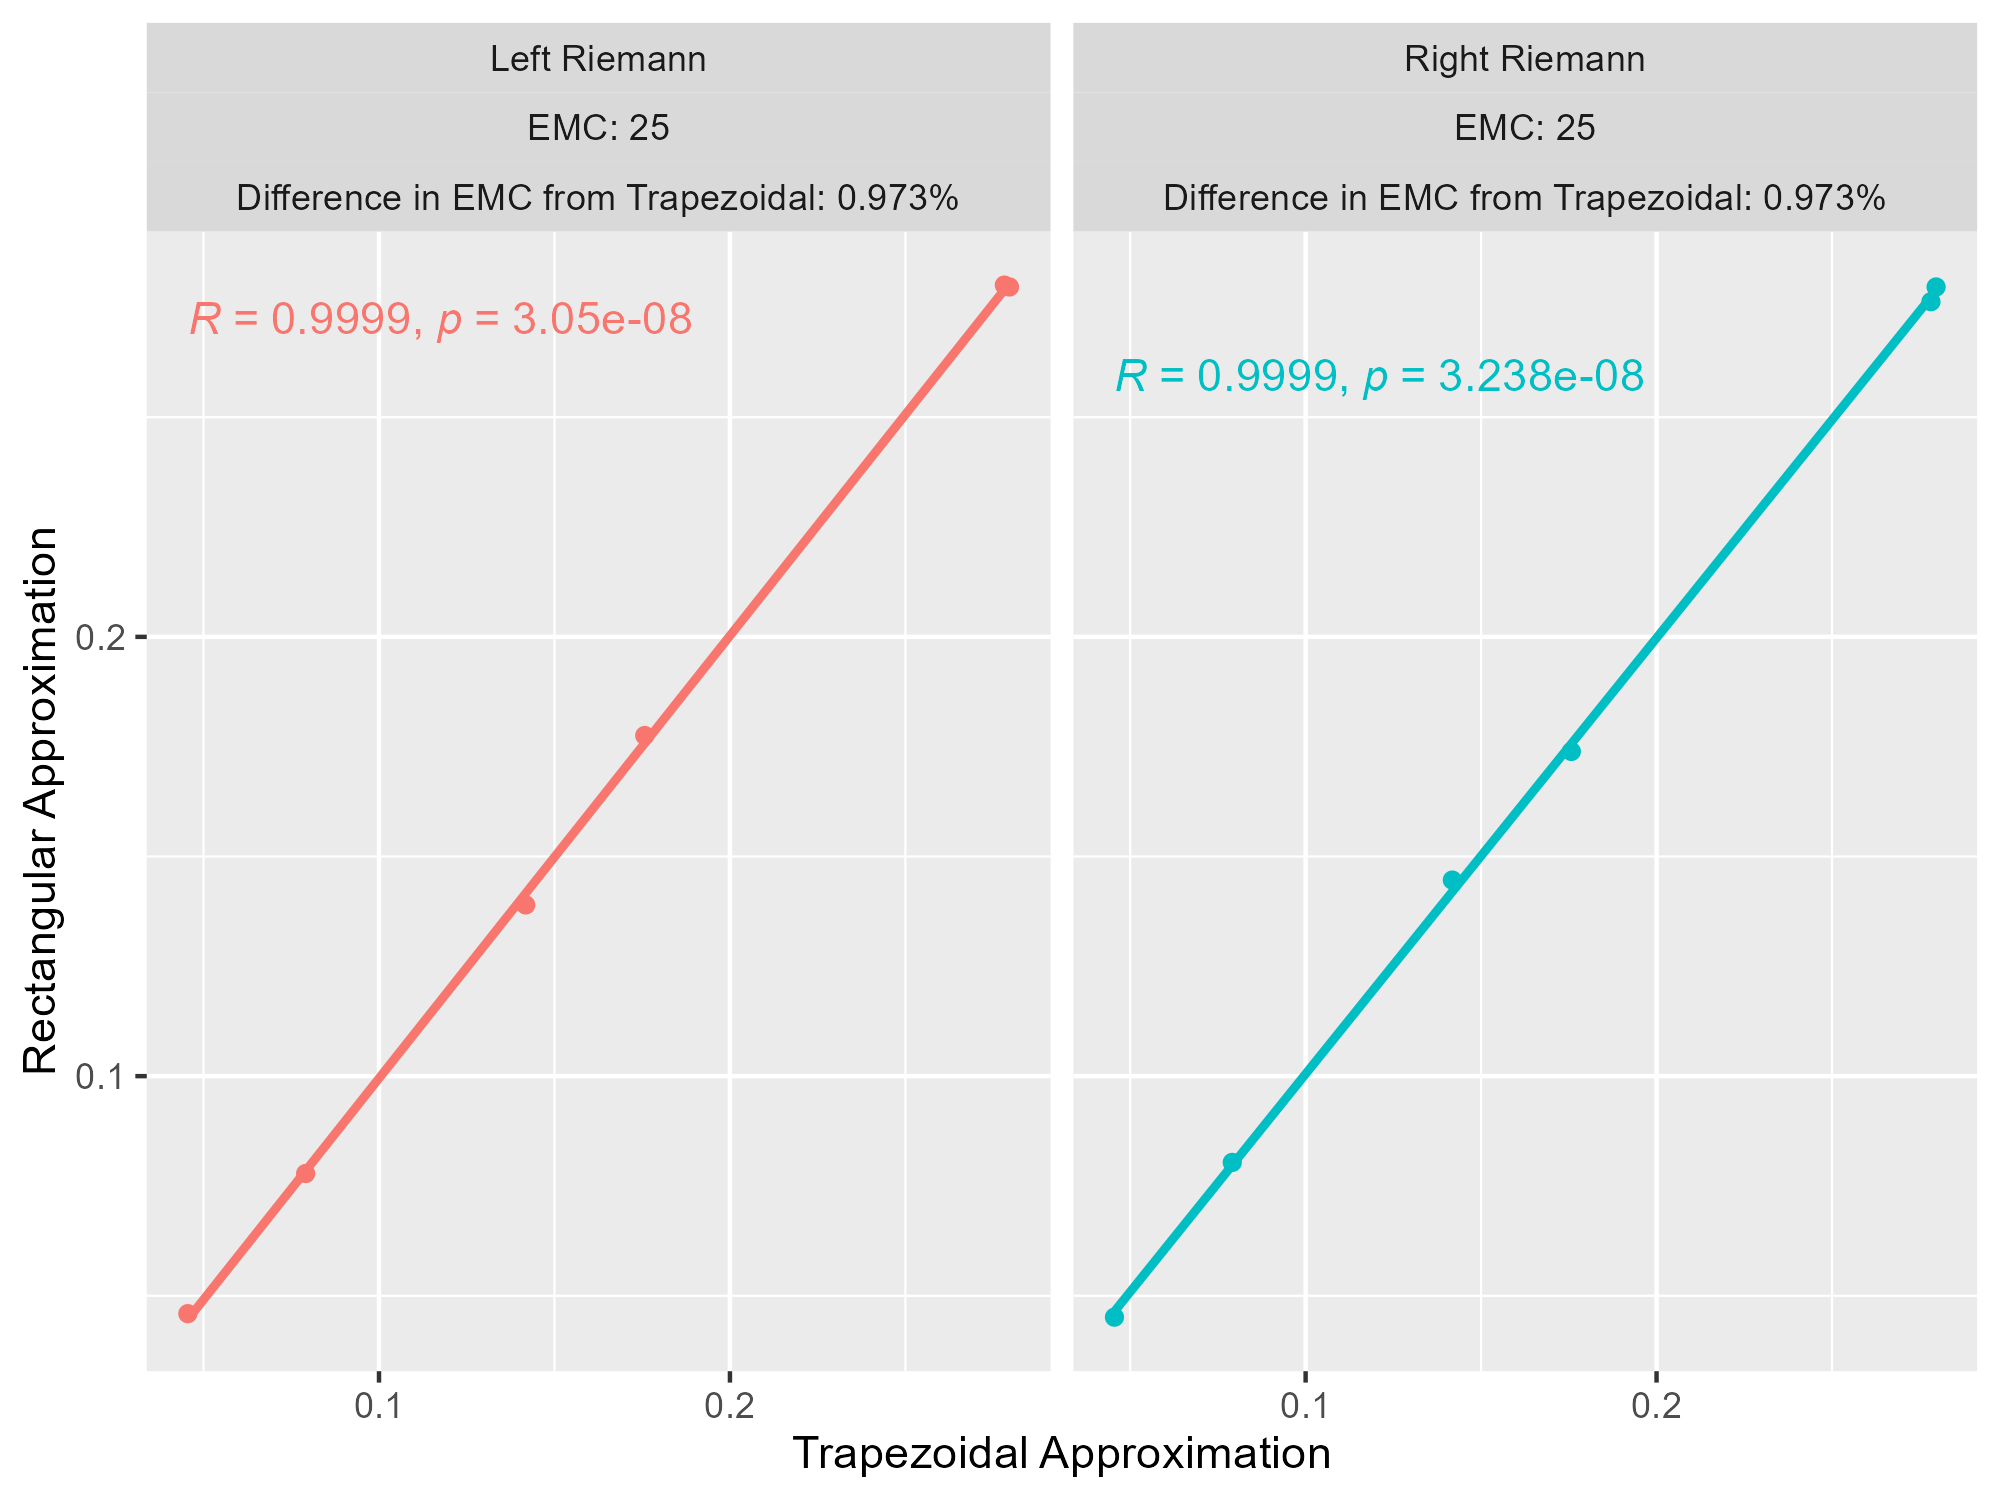 Left Riemann
EMC: 25
Difference in EMC from Trapezoidal: 0.973%
R = 0.9999, p = 3.05e-08
Right Riemann
EMC: 25
Difference in EMC from Trapezoidal: 0.973%
R = 0.9999, p = 3.238e-08
Rectangular Approximation
0.2
0.1
0.1
0.2
0.1
0.2
Trapezoidal Approximation